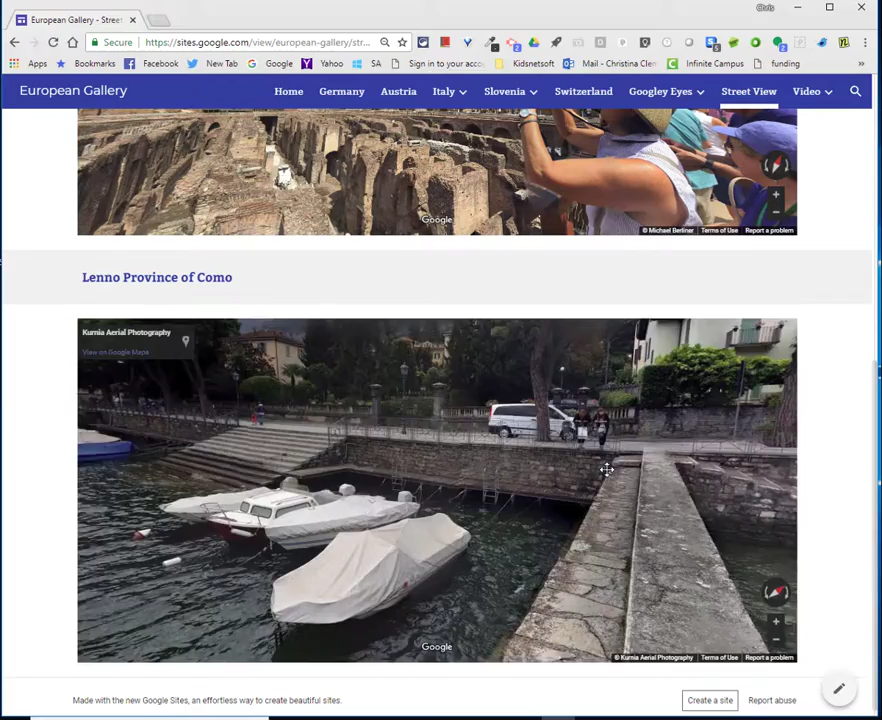 Chris
European Gallery - Street
Secure
https://sites.google.com/view/european-gallery/str...
Apps
Bookmarks
Facebook
New Tab
Google
Yahoo
SA
Sign in to your acco
Kidsnetsoft
Mail - Christina Clem
Infinite Campus
funding
European Gallery
Home
Germany
Austria
Italy
Slovenia
Switzerland
Googley Eyes
Street View
Video
Google
© Michael Berliner
Terms of Use
Report a problem
Lenno Province of Como
Kurnia Aerial Photography
View on Google Maps
Google
© Kurnia Aerial Photography
Terms of Use
Report a problem
Made with the new Google Sites, an effortless way to create beautiful sites.
Create a site
Report abuse